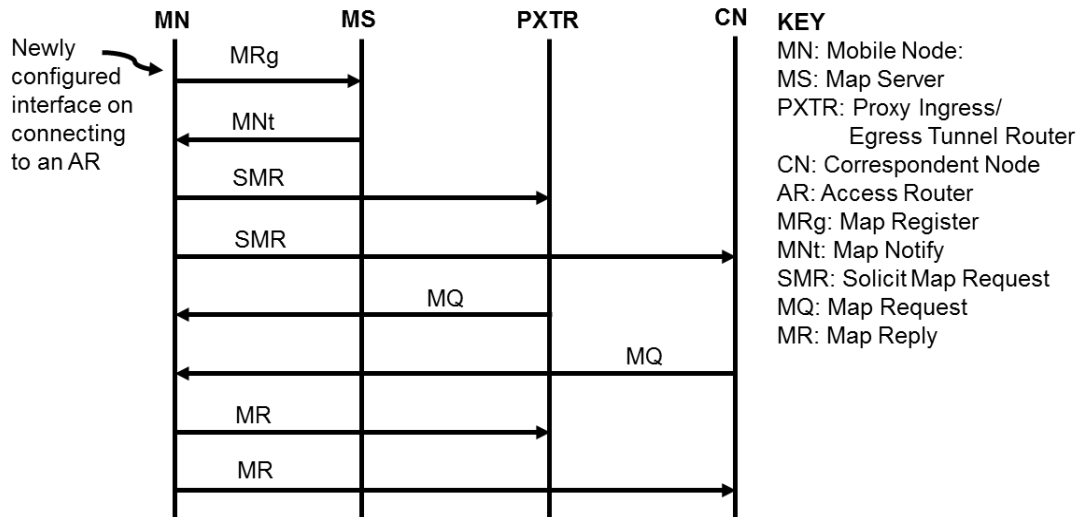 MN MS PXTR CN
Newly
configured
interface on
connecting
to an AR
MRg
MNt
SMR
SMR
MQ
MQ
MR
MR
KEY
MN: Mobile Node:
MS: Map Server
PXTR: Proxy Ingress/
Egress Tunnel Router
CN: Correspondent Node
AR: Access Router
MRg: Map Register
MNt: Map Notify
SMR: Solicit Map Request
MQ: Map Request
MR: Map Reply